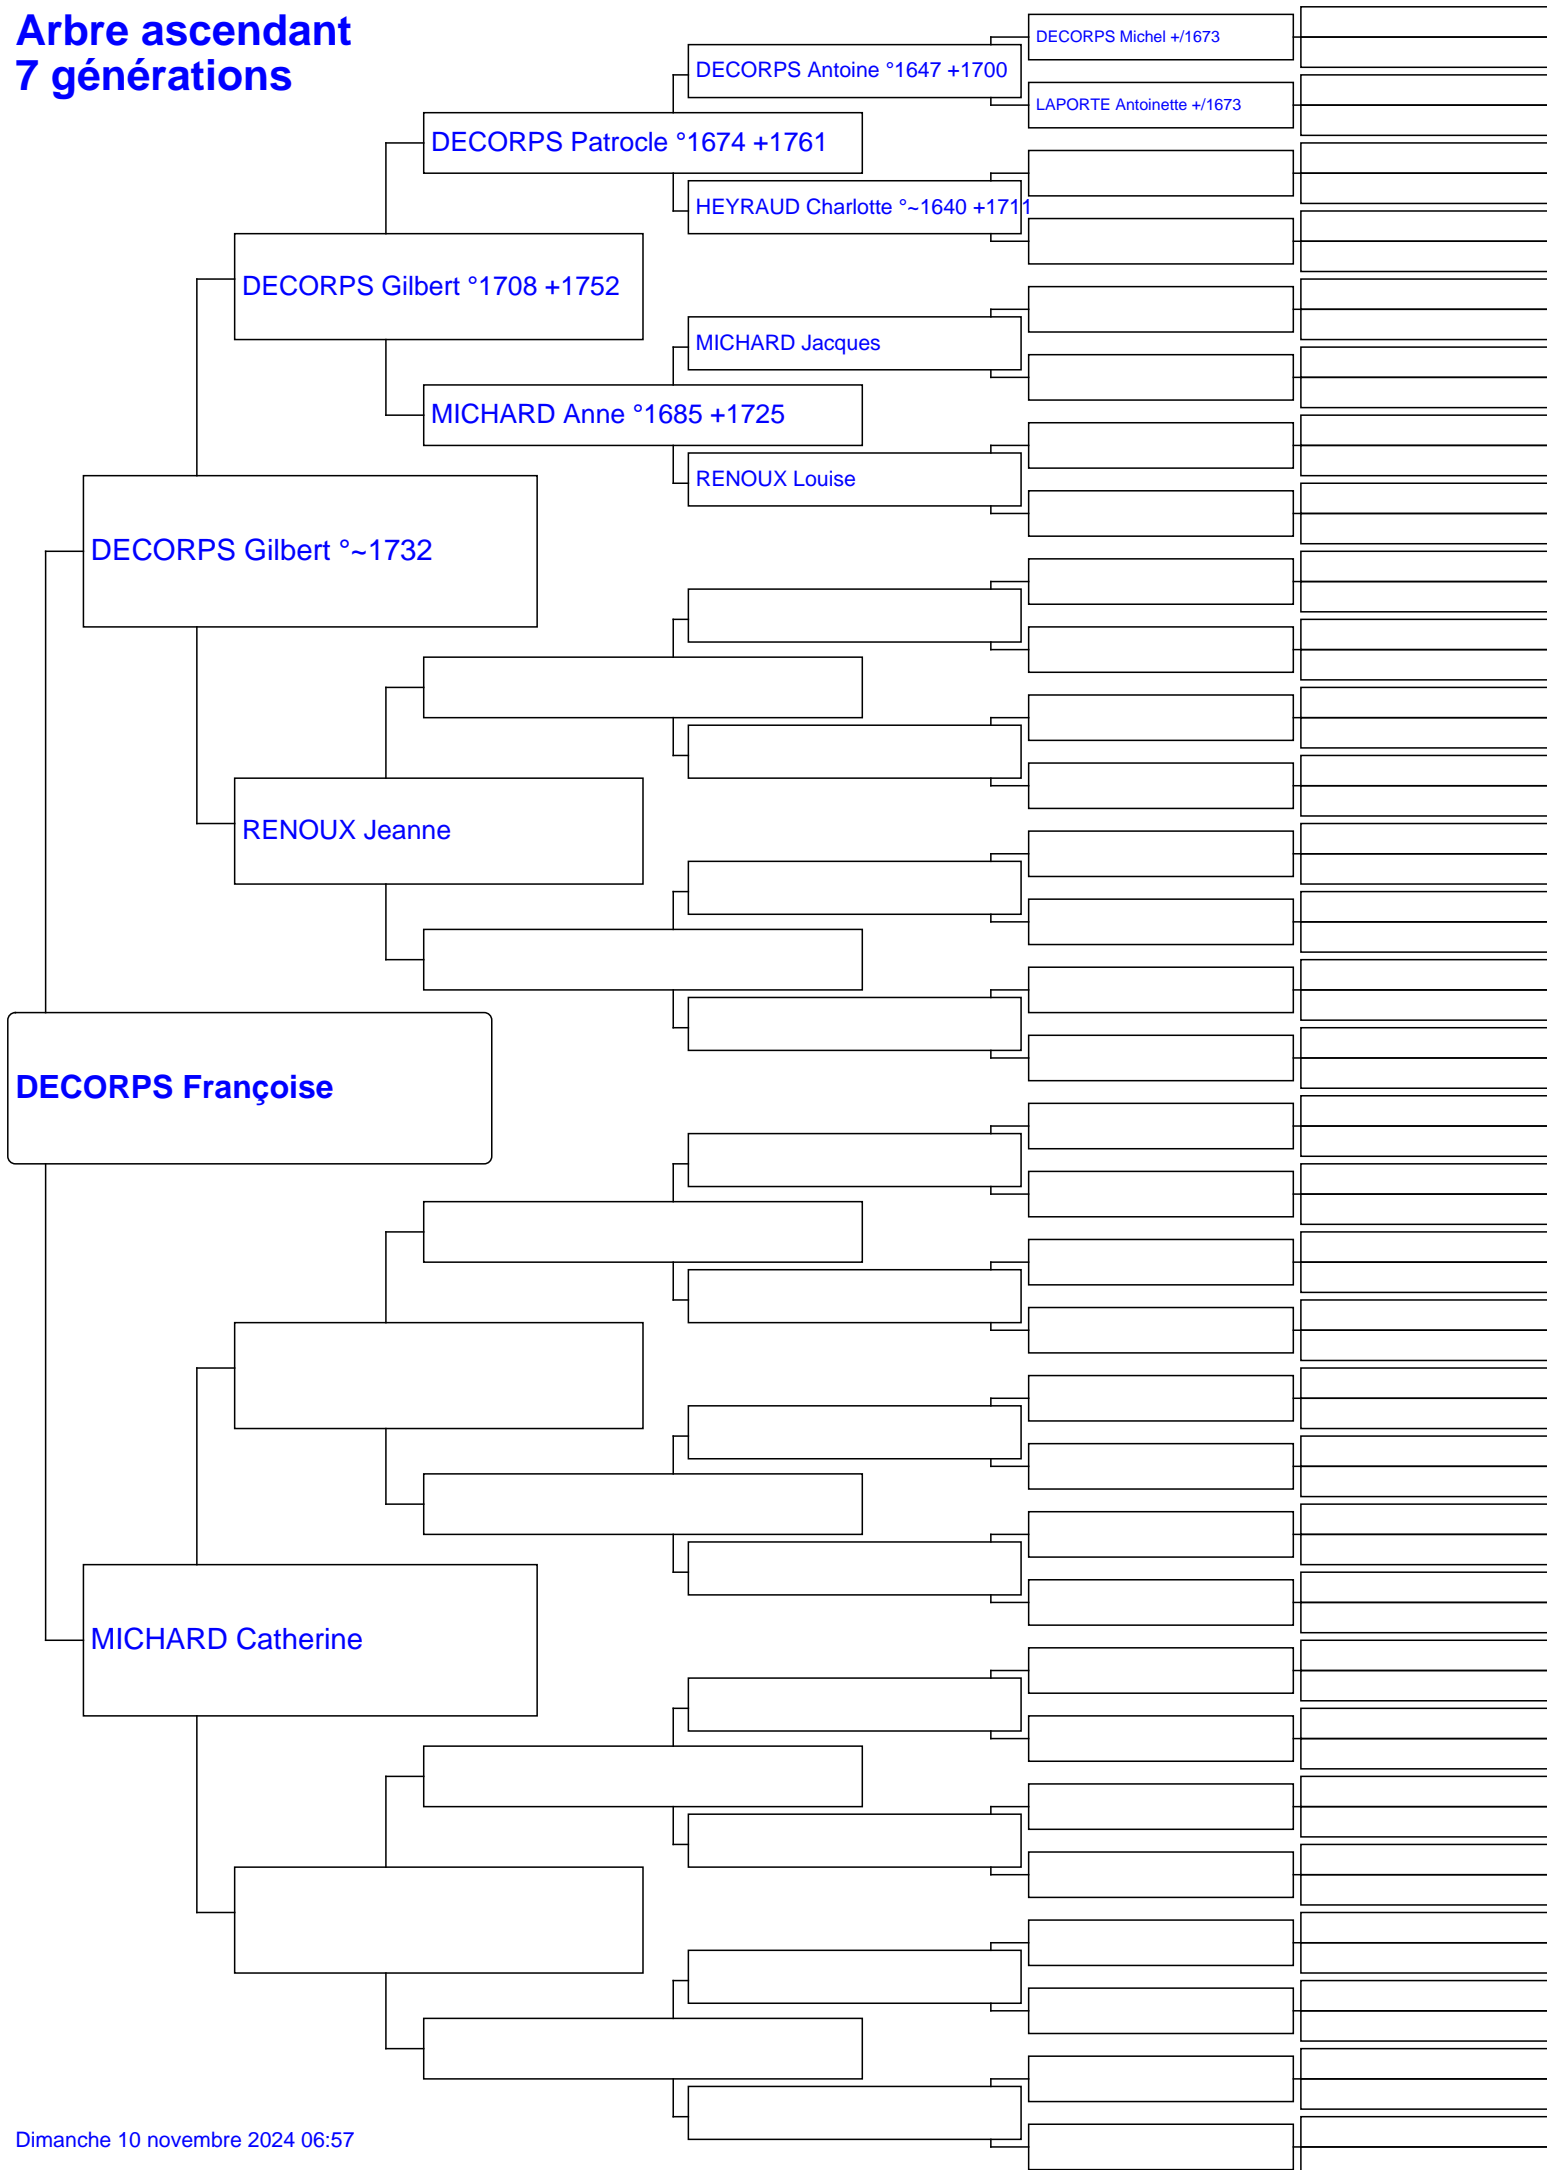 Arbre ascendant
7 générations
DECORPS Michel +/1673
DECORPS Antoine °1647 +1700
LAPORTE Antoinette +/1673
DECORPS Patrocle °1674 +1761
HEYRAUD Charlotte °~1640 +1711
DECORPS Gilbert °1708 +1752
MICHARD Jacques
MICHARD Anne °1685 +1725
RENOUX Louise
DECORPS Gilbert °~1732
RENOUX Jeanne
DECORPS Françoise
MICHARD Catherine
Dimanche 10 novembre 2024 06:57